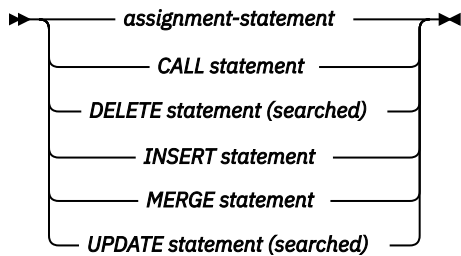 assignment-statement
CALL statement
DELETE statement (searched)
INSERT statement
MERGE statement
UPDATE statement (searched)